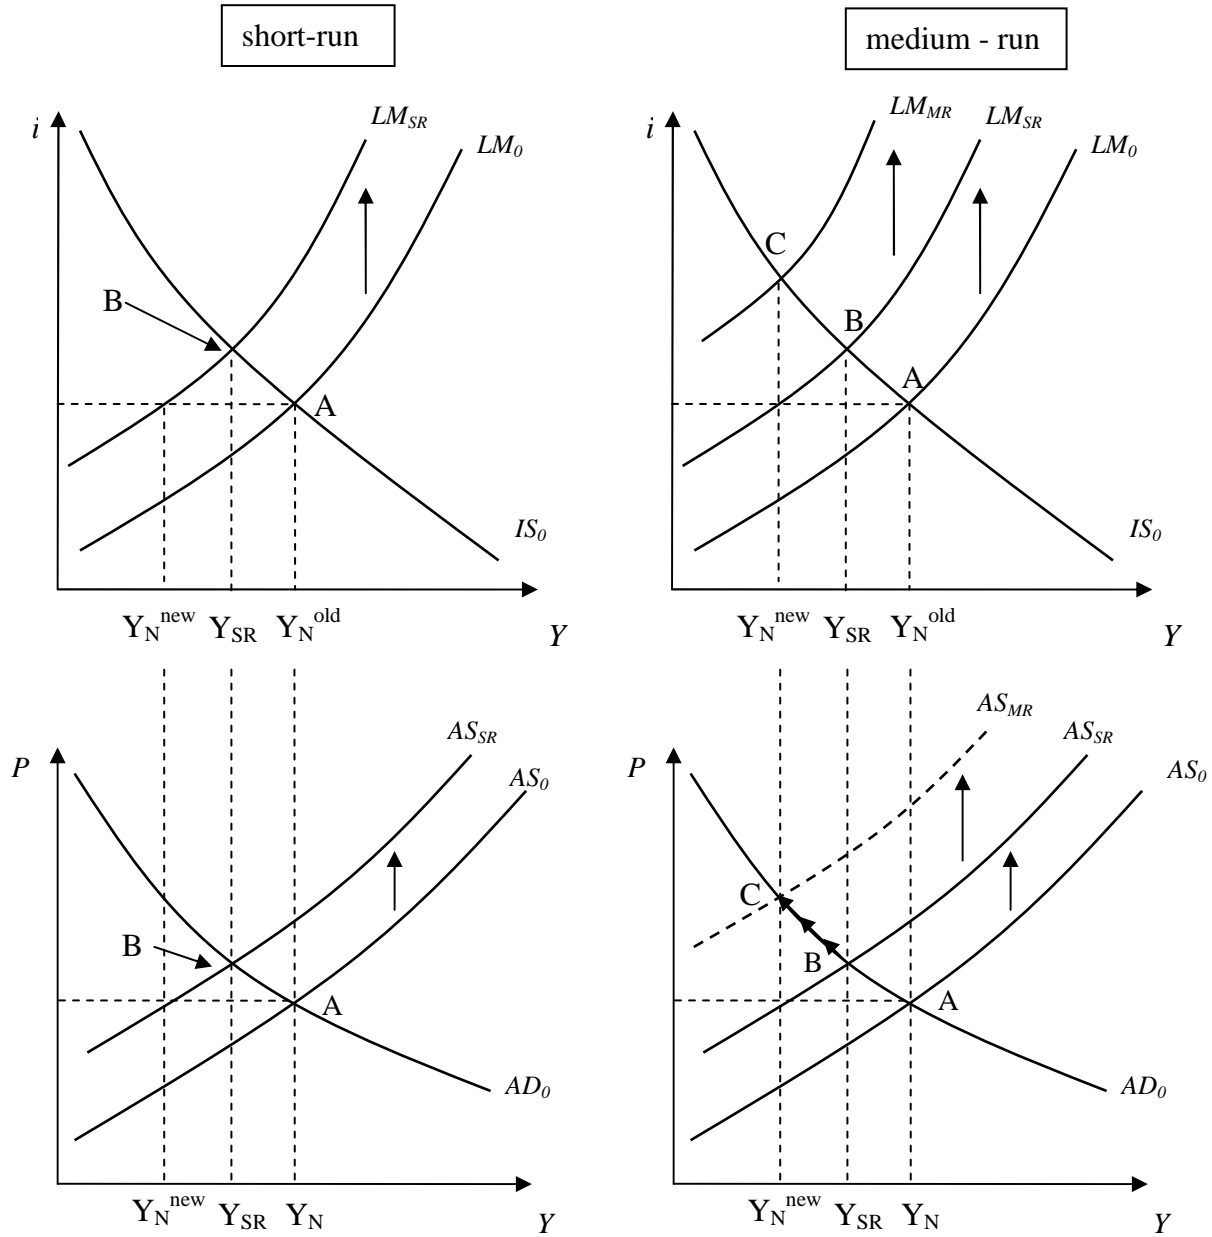 short-run
medium - run
i
LM_SR
LM_0
B
A
IS_0
Y_N^new Y_SR Y_N^old
Y
i
LM_MR
LM_SR
LM_0
C
B
A
IS_0
Y_N^new Y_SR Y_N^old
Y
P
AS_SR
AS_0
B
A
AD_0
Y_N^new Y_SR Y_N
Y
P
AS_MR
AS_SR
AS_0
C
B
A
AD_0
Y_N^new Y_SR Y_N
Y